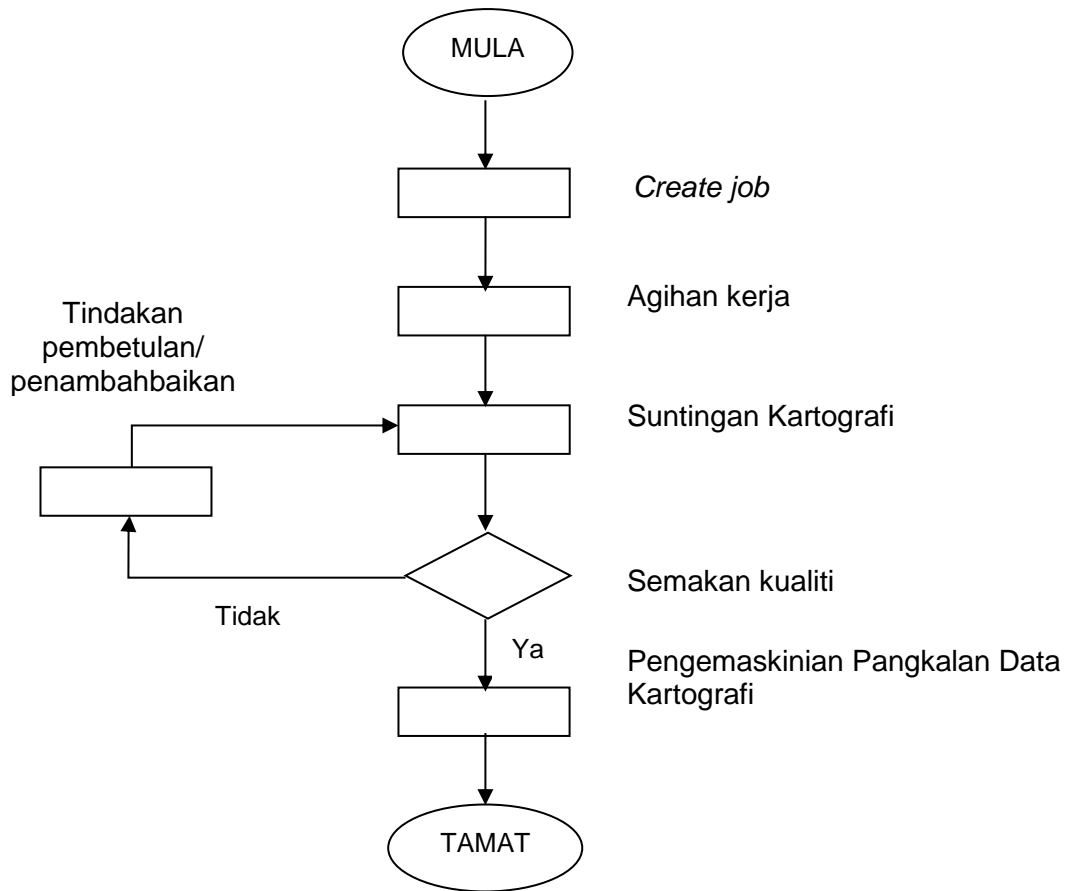 MULA
Create job
Agihan kerja
Tindakan
pembetulan/
penambahbaikan
Suntingan Kartografi
Semakan kualiti
Tidak
Ya
Pengemaskinian Pangkalan Data
Kartografi
TAMAT